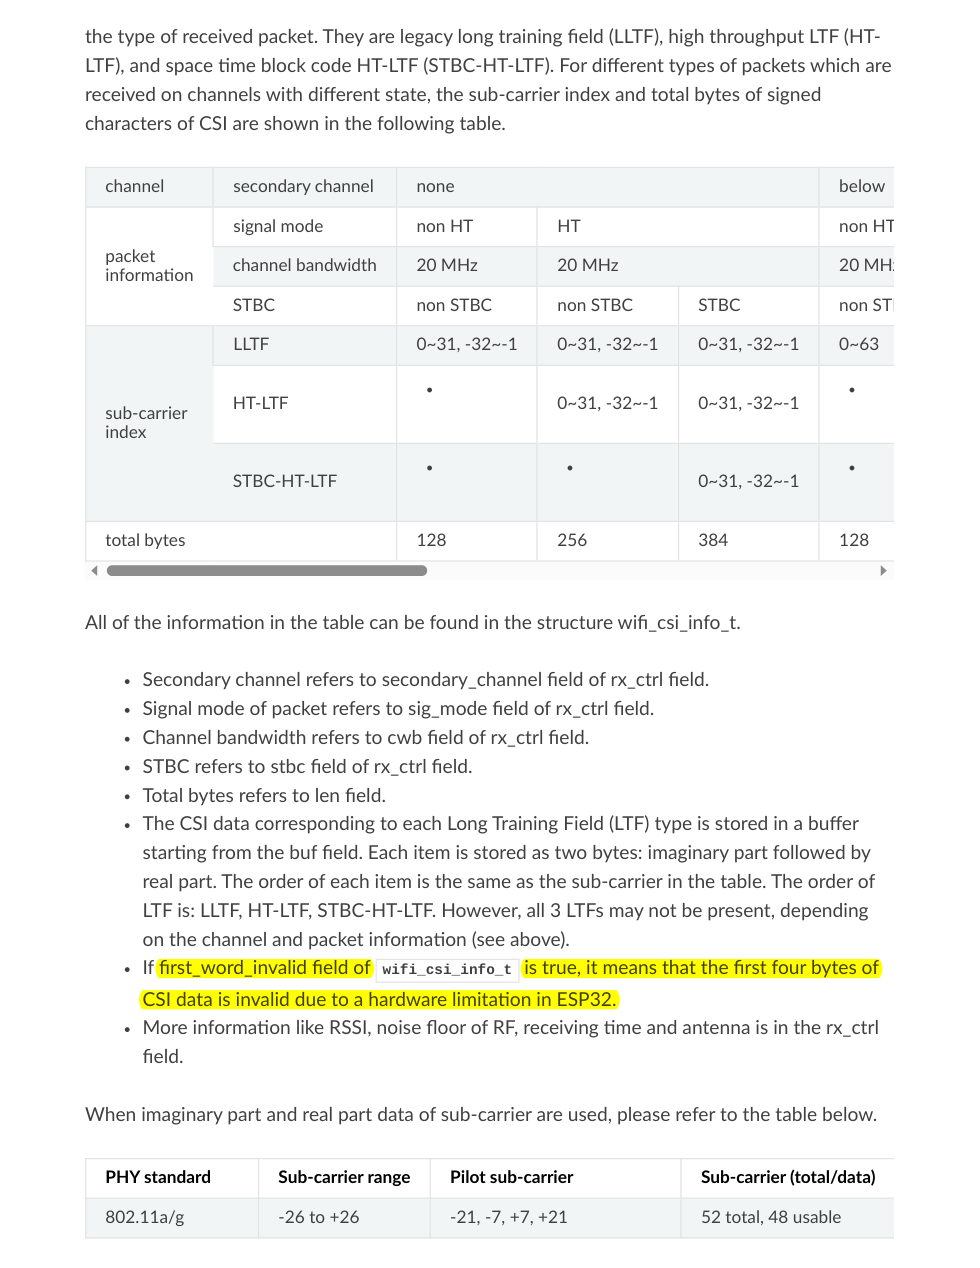 the type of received packet. They are legacy long training field (LLTF), high throughput LTF (HT-
LTF), and space time block code HT-LTF (STBC-HT-LTF). For different types of packets which are
received on channels with different state, the sub-carrier index and total bytes of signed
characters of CSI are shown in the following table.
channel secondary channel none below
packet
information
signal mode non HT HT non HT
channel bandwidth 20 MHz 20 MHz 20 MH
STBC non STBC non STBC STBC non ST
sub-carrier
index
LLTF 0~31, -32~-1 0~31, -32~-1 0~31, -32~-1 0~63
HT-LTF • 0~31, -32~-1 0~31, -32~-1 •
STBC-HT-LTF • • 0~31, -32~-1 •
total bytes 128 256 384 128
All of the information in the table can be found in the structure wifi_csi_info_t.
• Secondary channel refers to secondary_channel field of rx_ctrl field.
• Signal mode of packet refers to sig_mode field of rx_ctrl field.
• Channel bandwidth refers to cwb field of rx_ctrl field.
• STBC refers to stbc field of rx_ctrl field.
• Total bytes refers to len field.
• The CSI data corresponding to each Long Training Field (LTF) type is stored in a buffer
starting from the buf field. Each item is stored as two bytes: imaginary part followed by
real part. The order of each item is the same as the sub-carrier in the table. The order of
LTF is: LLTF, HT-LTF, STBC-HT-LTF. However, all 3 LTFs may not be present, depending
on the channel and packet information (see above).
• If first_word_invalid field of wifi_csi_info_t is true, it means that the first four bytes of
CSI data is invalid due to a hardware limitation in ESP32.
• More information like RSSI, noise floor of RF, receiving time and antenna is in the rx_ctrl
field.
When imaginary part and real part data of sub-carrier are used, please refer to the table below.
PHY standard Sub-carrier range Pilot sub-carrier Sub-carrier (total/data)
802.11a/g -26 to +26 -21, -7, +7, +21 52 total, 48 usable